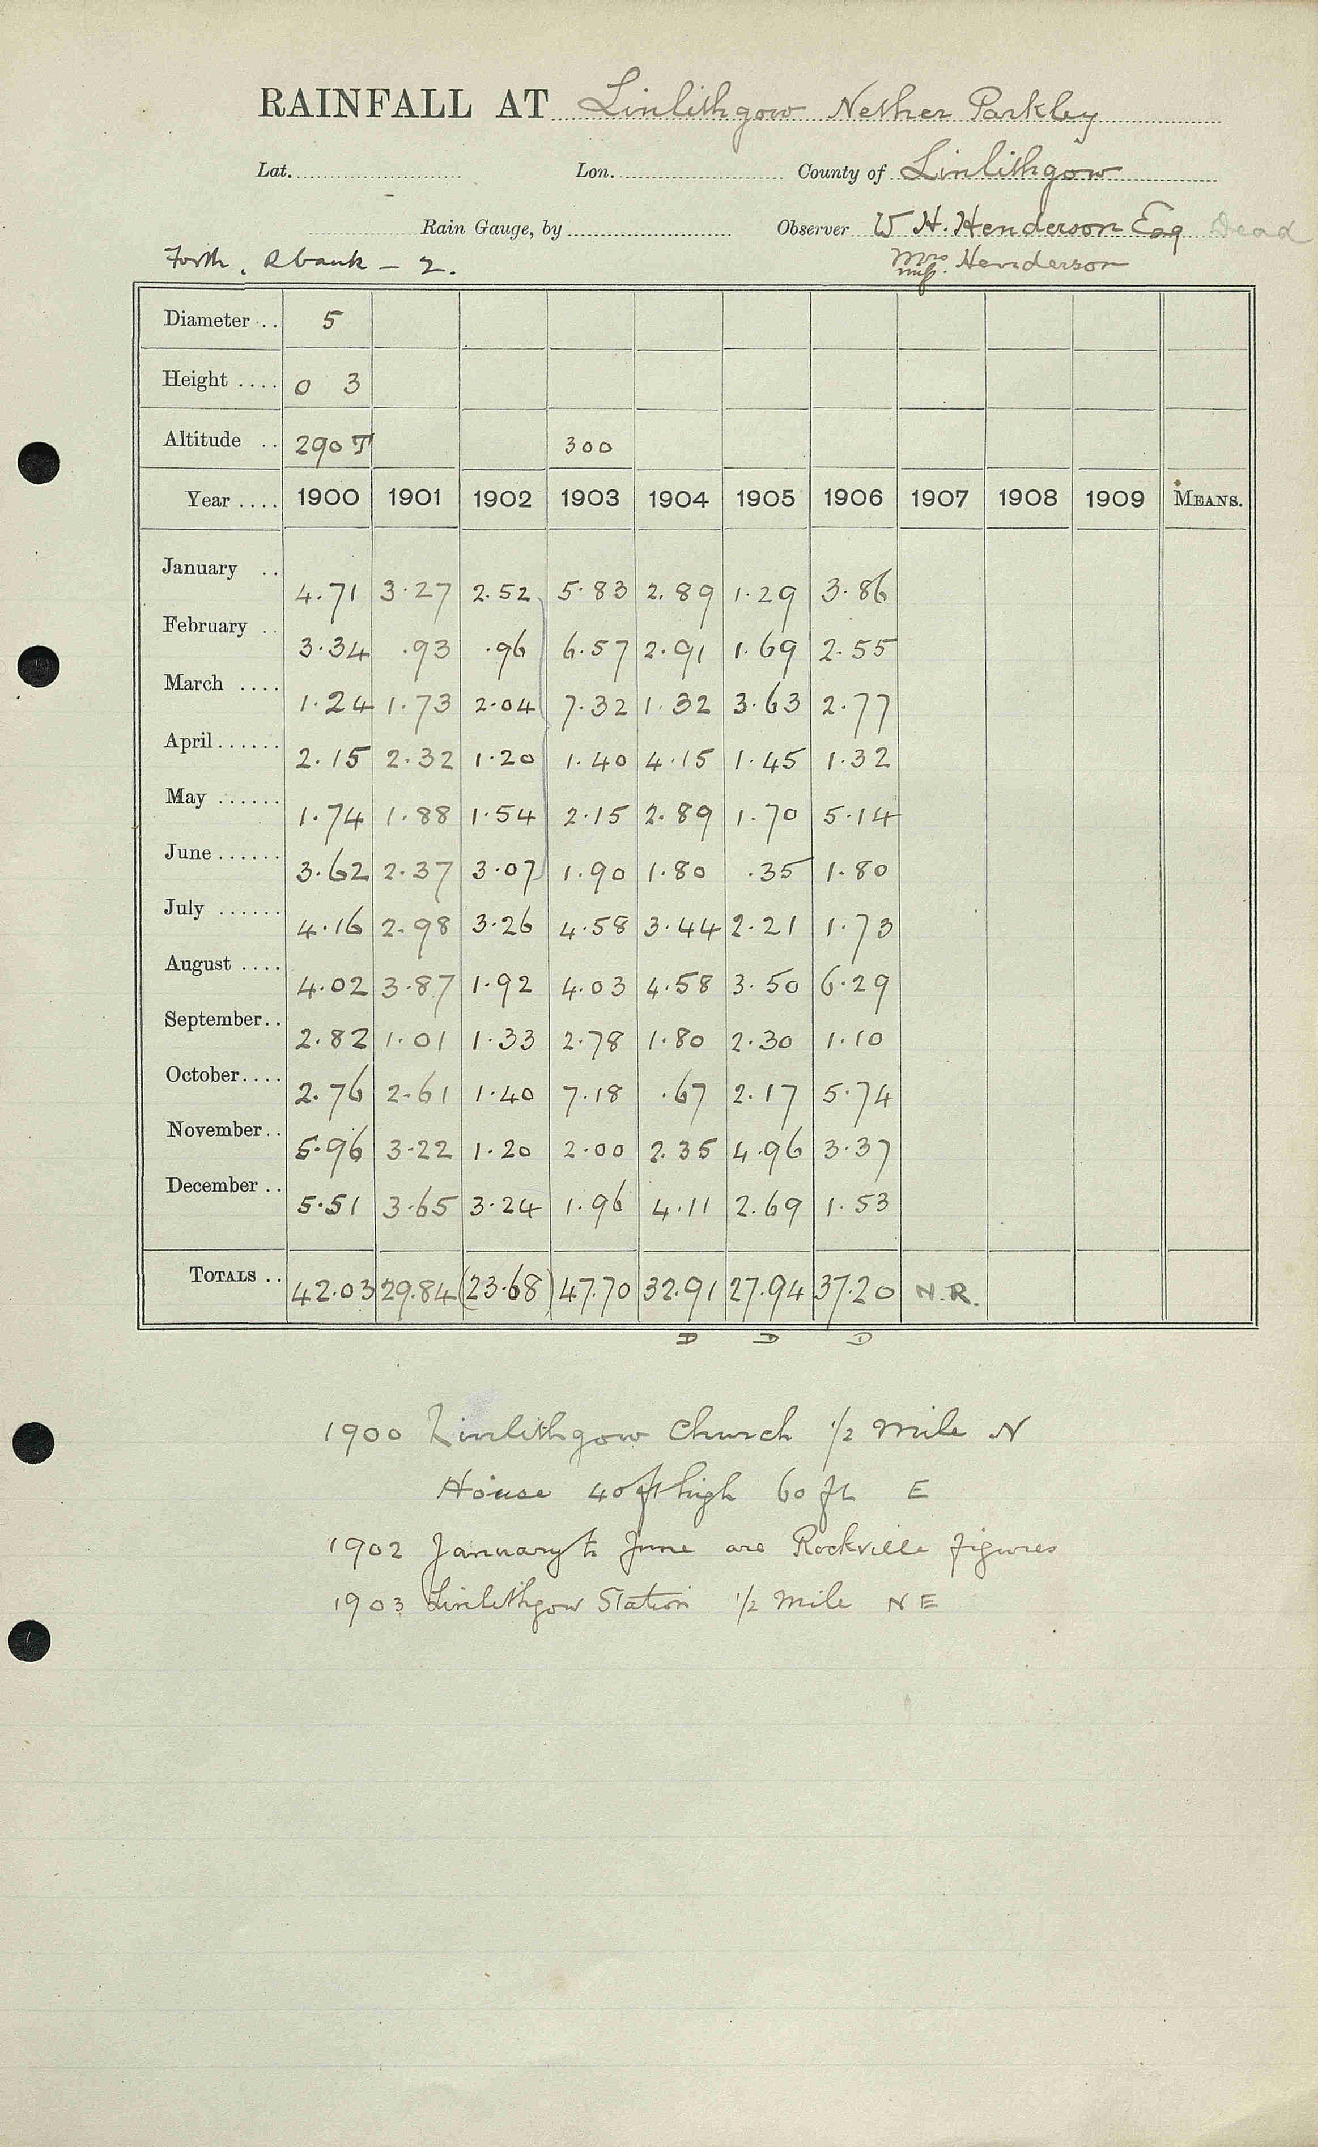 RAINFALL AT Linlithgow Nether Parkley
Lat. Lon. County of Linlithgow
Rain Gauge, by Observer W H. Henderson Esq Dead
Forth, R bank - 2. Mrs Henderson
Diameter .. 5
Height .... 0 3
Altitude .. 290 T 300
Year .... 1900 1901 1902 1903 1904 1905 1906 1907 1908 1909 MEANS.
January .. 4.71 3.27 2.52 5.83 2.89 1.29 3.86
February .. 3.34 .93 .96 6.57 2.91 1.69 2.55
March .... 1.24 1.73 2.04 7.32 1.32 3.63 2.77
April...... 2.15 2.32 1.20 1.40 4.15 1.45 1.32
May ...... 1.74 1.88 1.54 2.15 2.89 1.70 5.14
June...... 3.62 2.37 3.07 1.90 1.80 .35 1.80
July ...... 4.16 2.98 3.26 4.58 3.44 2.21 1.73
August .... 4.02 3.87 1.92 4.03 4.58 3.50 6.29
September.. 2.82 1.01 1.33 2.78 1.80 2.30 1.10
October.... 2.76 2.61 1.40 7.18 .67 2.17 5.74
November.. 5.96 3.22 1.20 2.00 2.35 4.96 3.37
December .. 5.51 3.65 3.24 1.96 4.11 2.69 1.53
TOTALS .. 42.03 29.84 (23.68) 47.70 32.91 27.94 37.20 N.R.
D D D
1900 Linlithgow Church 1/2 mile N
House 40 ft high 60 ft E
1902 January to June are Rockville figures
1903 Linlithgow Station 1/2 mile NE